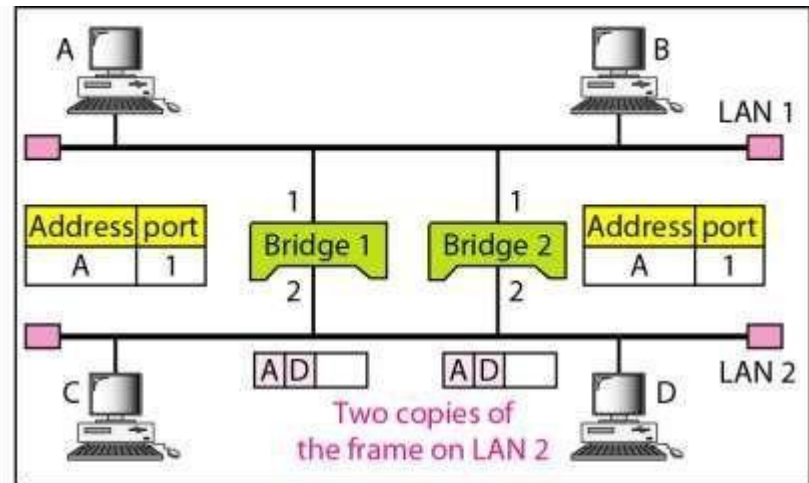 A
B
LAN 1
1
1
Address port
A 1
Bridge 1
Bridge 2
Address port
A 1
2
2
A D
A D
C
D
LAN 2
Two copies of
the frame on LAN 2